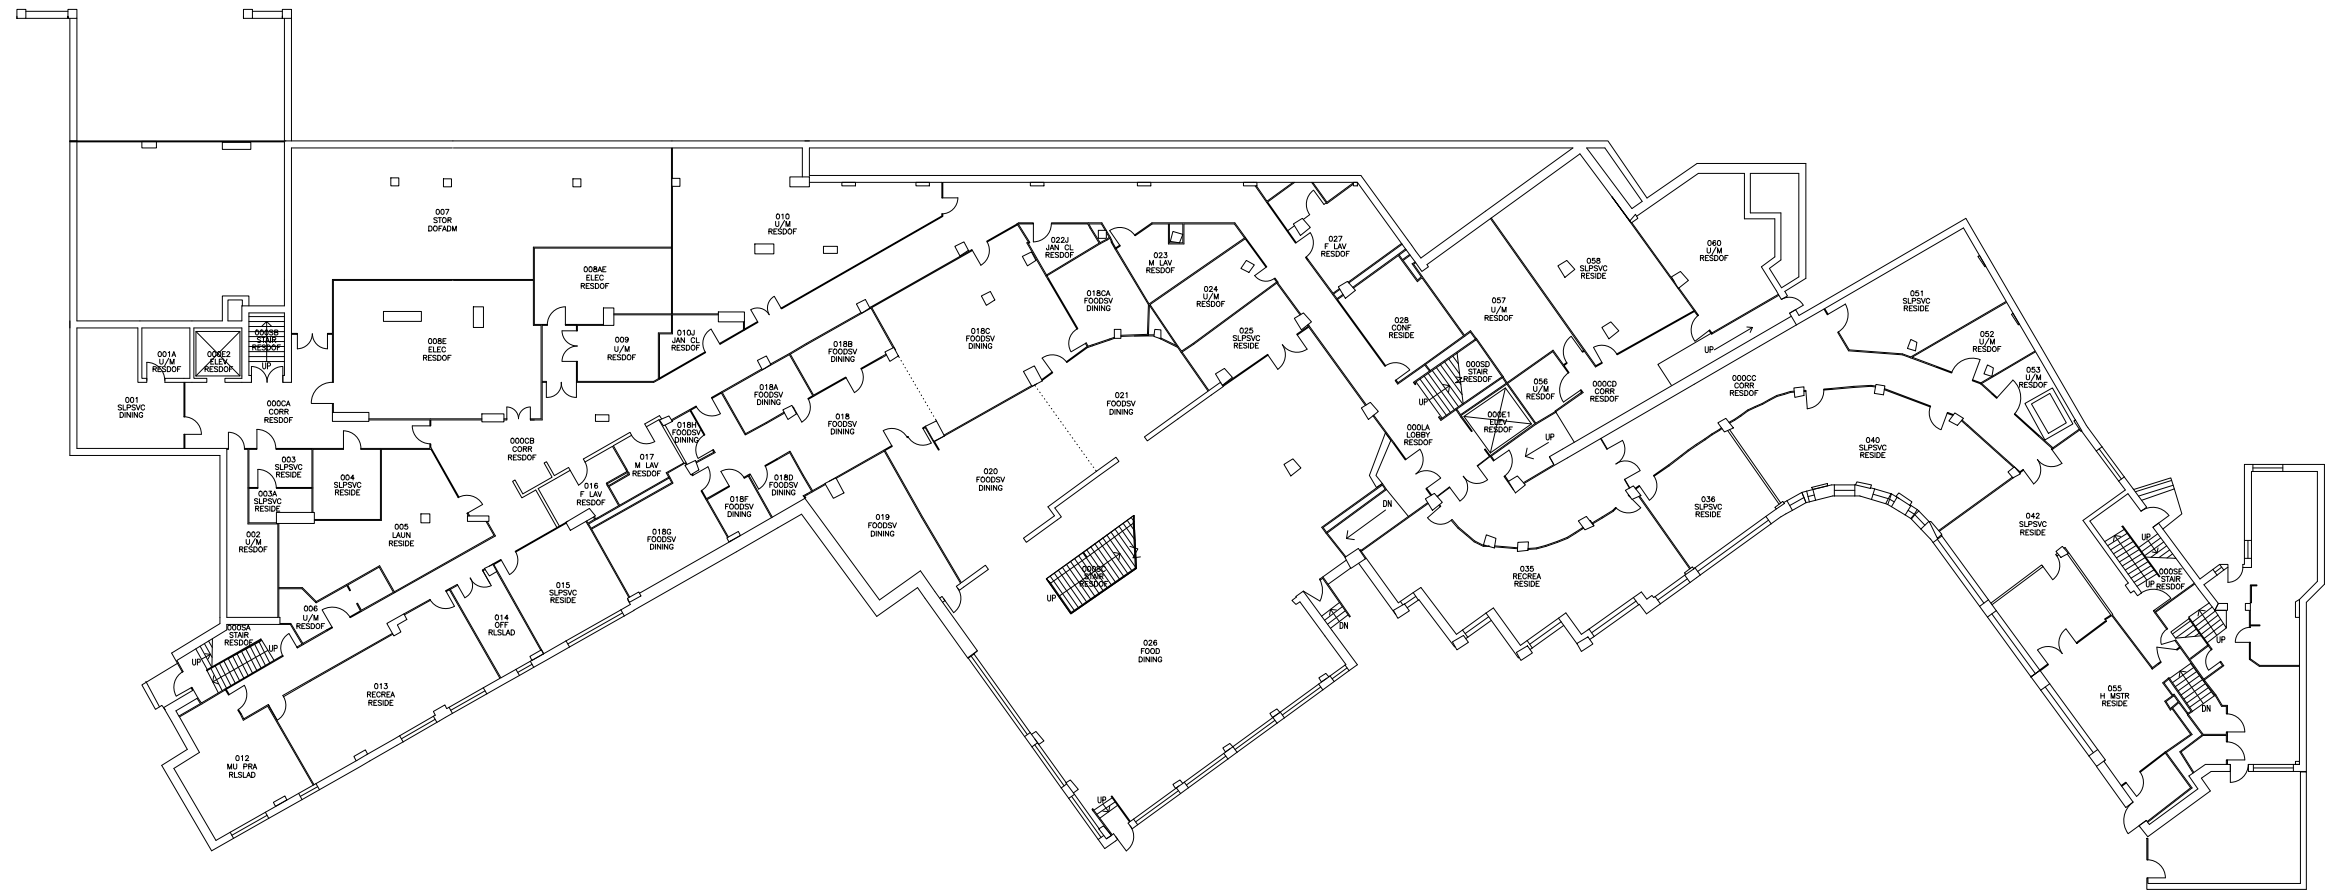 007
STOR
DOFADM
010
U/M
RESDOF
008AE
ELEC
RESDOF
008E
ELEC
RESDOF
009
U/M
RESDOF
010J
JAN CL
RESDOF
001A
U/M
RESDOF
000E2
ELEV
RESDOF
000SB
STAIR
RESDOF
UP
001
SLPSVC
DINING
000CA
CORR
RESDOF
000CB
CORR
RESDOF
003
SLPSVC
RESIDE
003A
SLPSVC
RESIDE
004
SLPSVC
RESIDE
002
U/M
RESDOF
005
LAUN
RESIDE
006
U/M
RESDOF
000SA
STAIR
RESDOF
UP
UP
012
MU PRA
RLSLAD
013
RECREA
RESIDE
014
OFF
RLSLAD
015
SLPSVC
RESIDE
016
F LAV
RESDOF
017
M LAV
RESDOF
018H
FOODSV
DINING
018A
FOODSV
DINING
018B
FOODSV
DINING
018
FOODSV
DINING
018C
FOODSV
DINING
018D
FOODSV
DINING
018F
FOODSV
DINING
018G
FOODSV
DINING
018CA
FOODSV
DINING
019
FOODSV
DINING
020
FOODSV
DINING
021
FOODSV
DINING
022J
JAN CL
RESDOF
023
M LAV
RESDOF
024
U/M
RESDOF
025
SLPSVC
RESIDE
000SC
STAIR
RESDOF
UP
026
FOOD
DINING
UP
DN
DN
027
F LAV
RESDOF
028
CONF
RESIDE
000LA
LOBBY
RESDOF
000SD
STAIR
RESDOF
UP
000E1
ELEV
RESDOF
UP
056
U/M
RESDOF
057
U/M
RESDOF
058
SLPSVC
RESIDE
060
U/M
RESDOF
000CD
CORR
RESDOF
UP
000CC
CORR
RESDOF
035
RECREA
RESIDE
036
SLPSVC
RESIDE
040
SLPSVC
RESIDE
042
SLPSVC
RESIDE
051
SLPSVC
RESIDE
052
U/M
RESDOF
053
U/M
RESDOF
000SE
STAIR
RESDOF
UP
UP
UP
DN
055
H MSTR
RESIDE